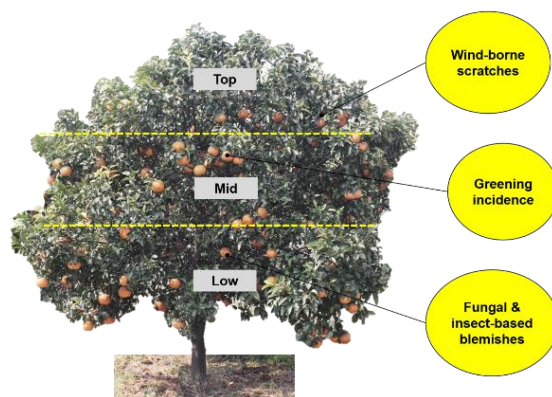 Top
Wind-borne
scratches
Mid
Greening
incidence
Low
Fungal &
insect-based
blemishes